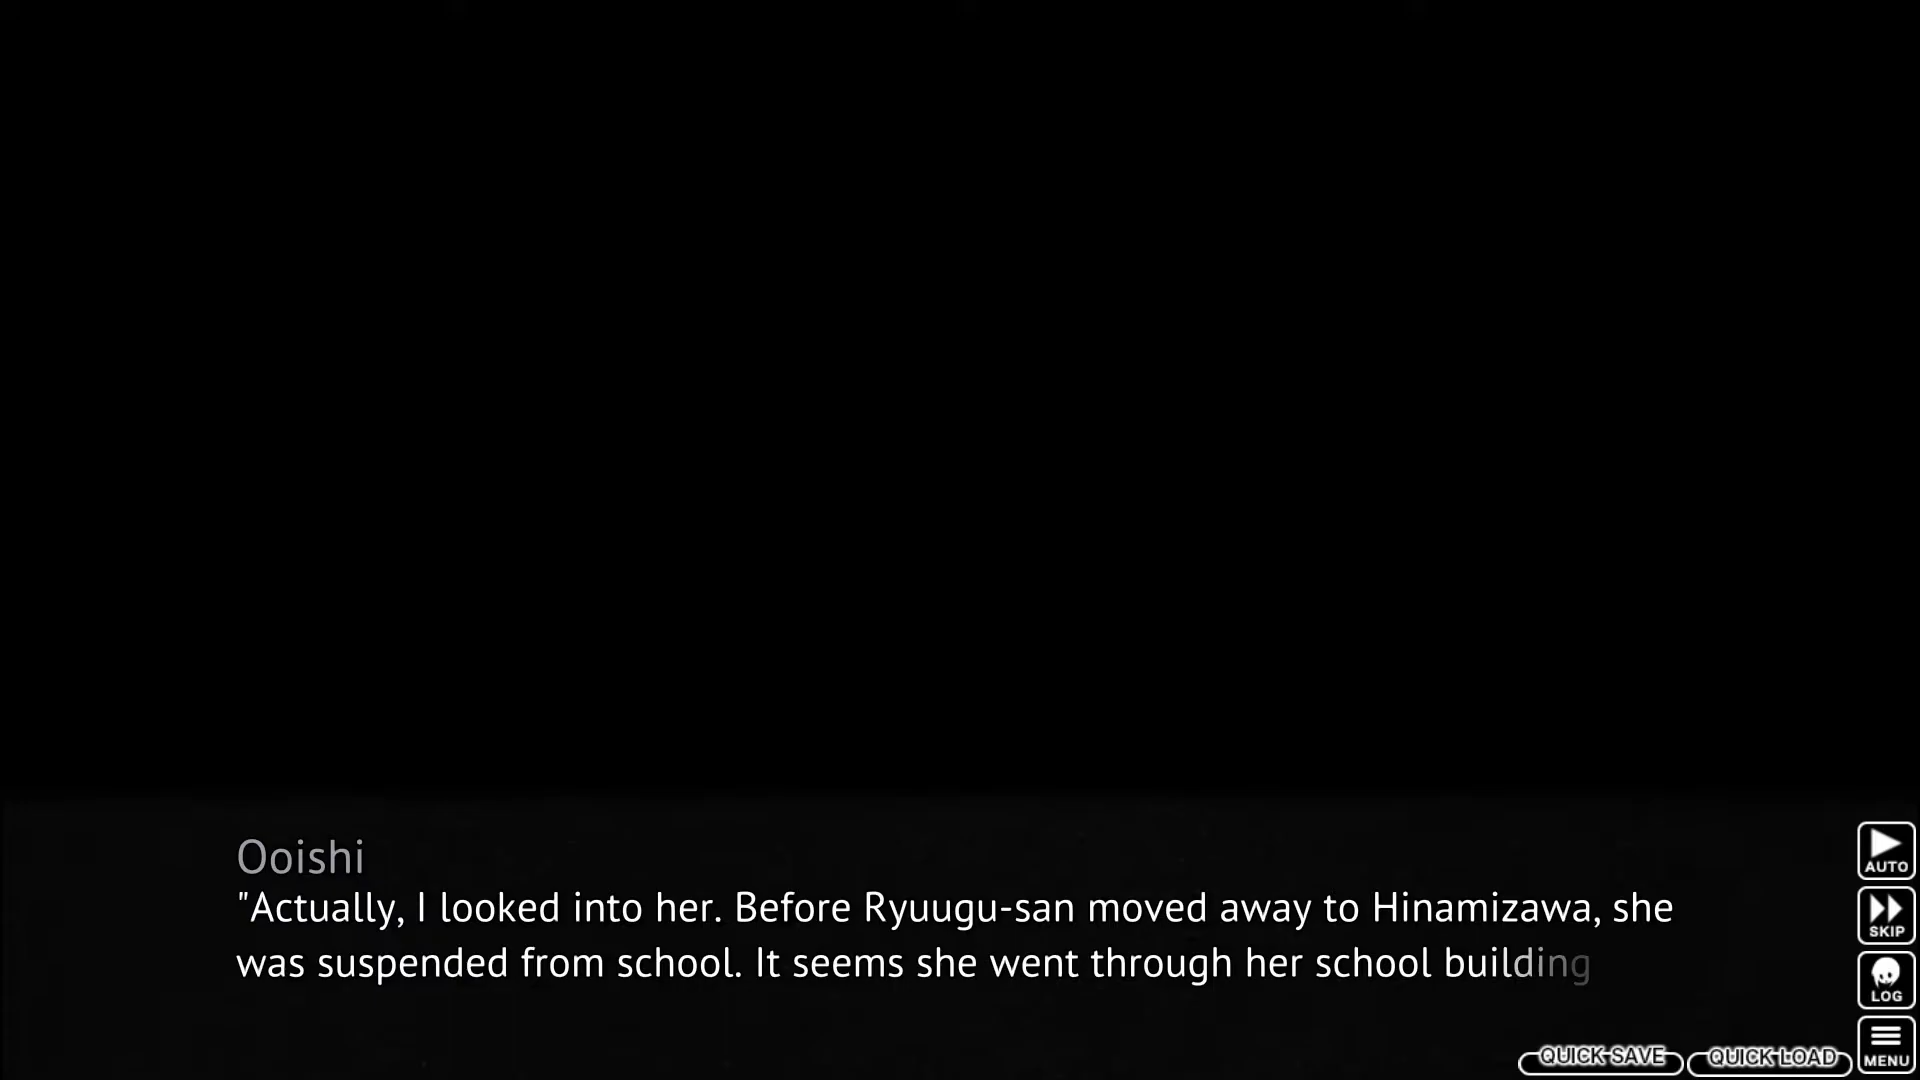 Ooishi
"Actually, I looked into her. Before Ryuugu-san moved away to Hinamizawa, she
was suspended from school. It seems she went through her school building
AUTO
SKIP
LOG
MENU
QUICK SAVE
QUICK LOAD